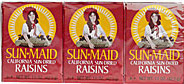 SUN-MAID SUN-MAID SUN-MAID
CALIFORNIA SUN-DRIED CALIFORNIA SUN-DRIED CALIFORNIA SUN-DRIED
RAISINS RAISINS RAISINS